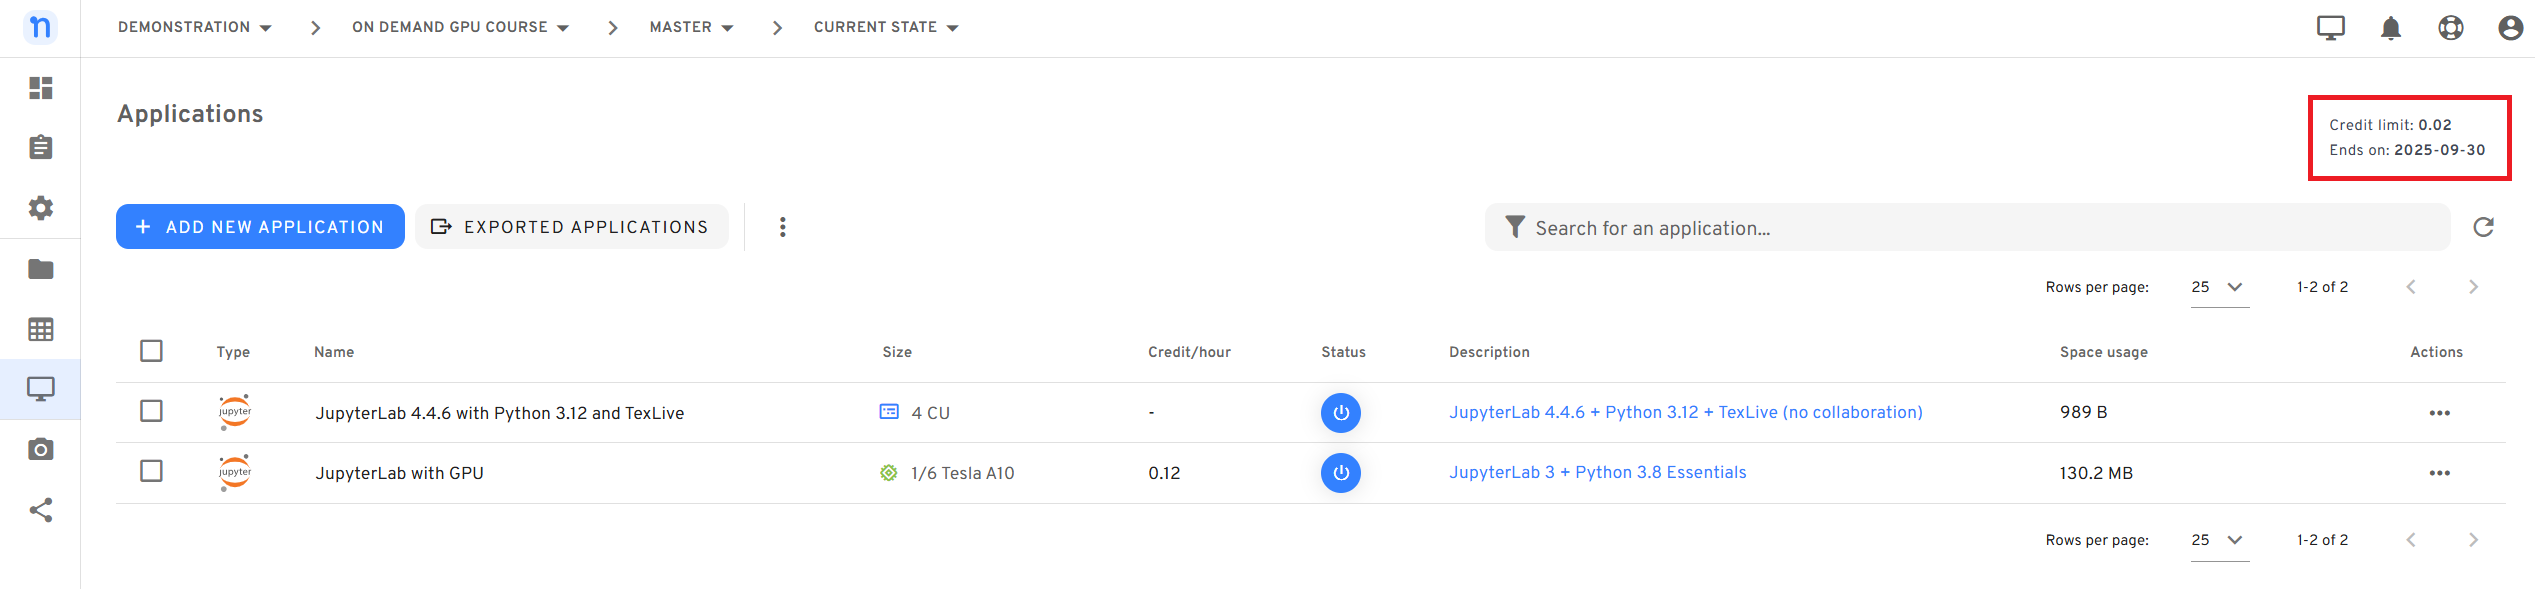 n
DEMONSTRATION
ON DEMAND GPU COURSE
MASTER
CURRENT STATE
Applications
Credit limit: 0.02
Ends on: 2025-09-30
+ ADD NEW APPLICATION
EXPORTED APPLICATIONS
Search for an application...
Rows per page: 25 1-2 of 2
Type Name Size Credit/hour Status Description Space usage Actions
jupyter JupyterLab 4.4.6 with Python 3.12 and TexLive 4 CU - JupyterLab 4.4.6 + Python 3.12 + TexLive (no collaboration) 989 B
jupyter JupyterLab with GPU 1/6 Tesla A10 0.12 JupyterLab 3 + Python 3.8 Essentials 130.2 MB
Rows per page: 25 1-2 of 2